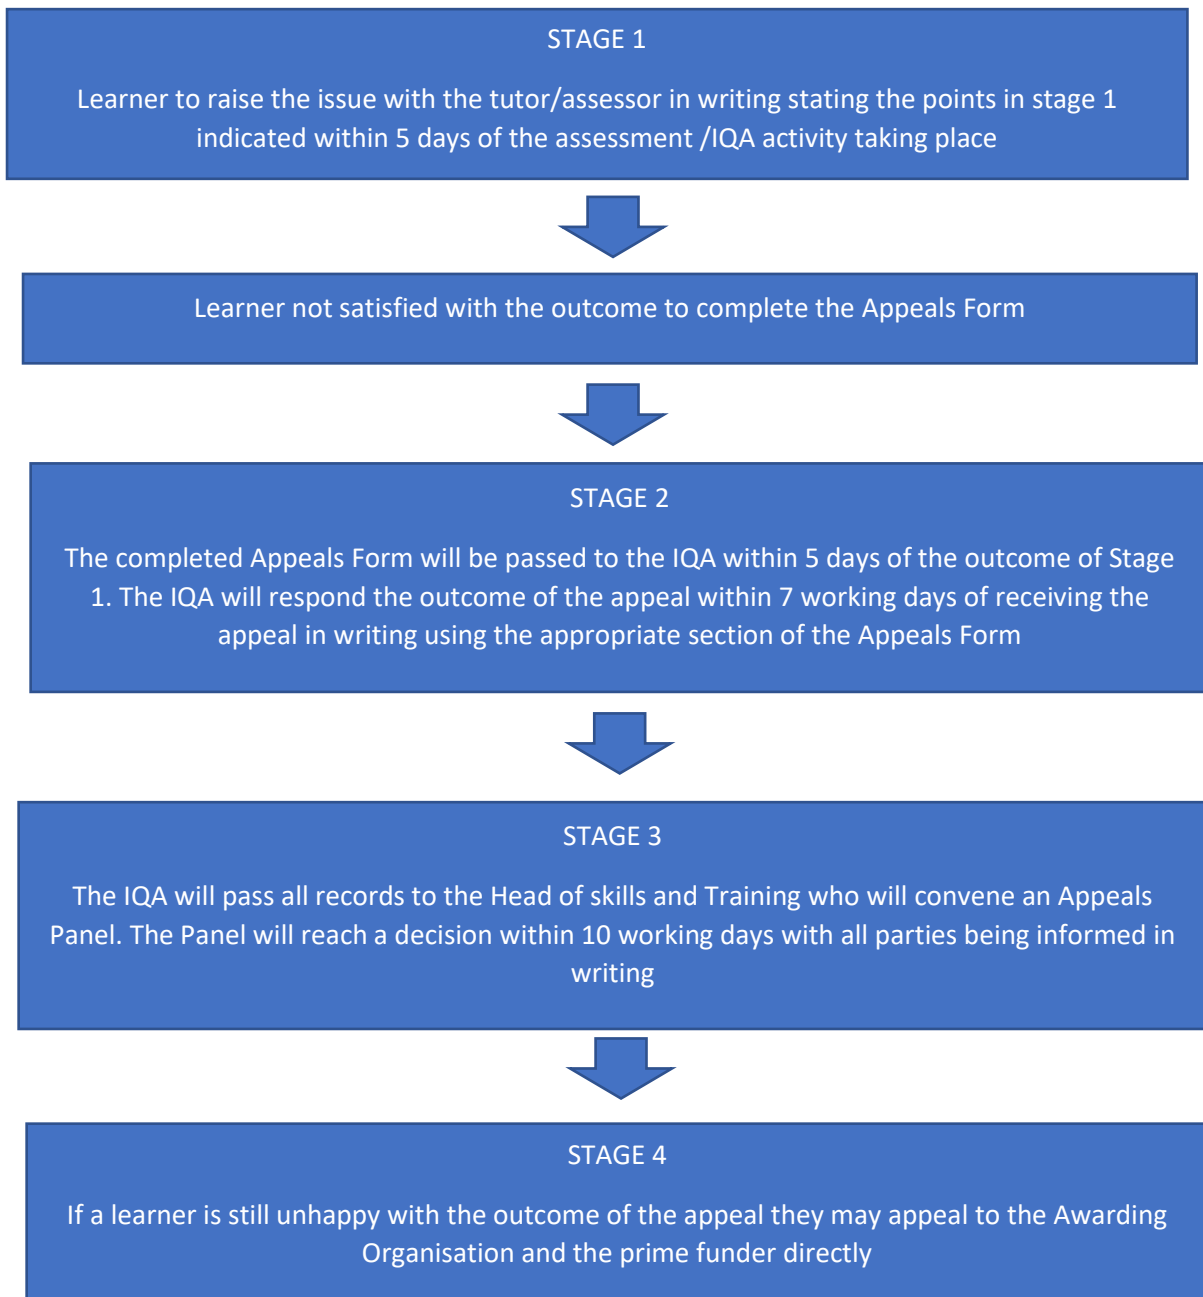 STAGE 1
Learner to raise the issue with the tutor/assessor in writing stating the points in stage 1
indicated within 5 days of the assessment /IQA activity taking place
Learner not satisfied with the outcome to complete the Appeals Form
STAGE 2
The completed Appeals Form will be passed to the IQA within 5 days of the outcome of Stage
1. The IQA will respond the outcome of the appeal within 7 working days of receiving the
appeal in writing using the appropriate section of the Appeals Form
STAGE 3
The IQA will pass all records to the Head of skills and Training who will convene an Appeals
Panel. The Panel will reach a decision within 10 working days with all parties being informed in
writing
STAGE 4
If a learner is still unhappy with the outcome of the appeal they may appeal to the Awarding
Organisation and the prime funder directly